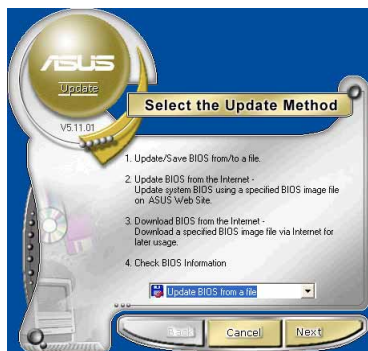 ASUS
Update
V5.11.01
Select the Update Method
1. Update/Save BIOS from/to a file.
2. Update BIOS from the Internet -
Update system BIOS using a specified BIOS image file
on ASUS Web Site.
3. Download BIOS from the Internet -
Download a specified BIOS image file via Internet for
later usage.
4. Check BIOS Information
Update BIOS from a file
Back
Cancel
Next